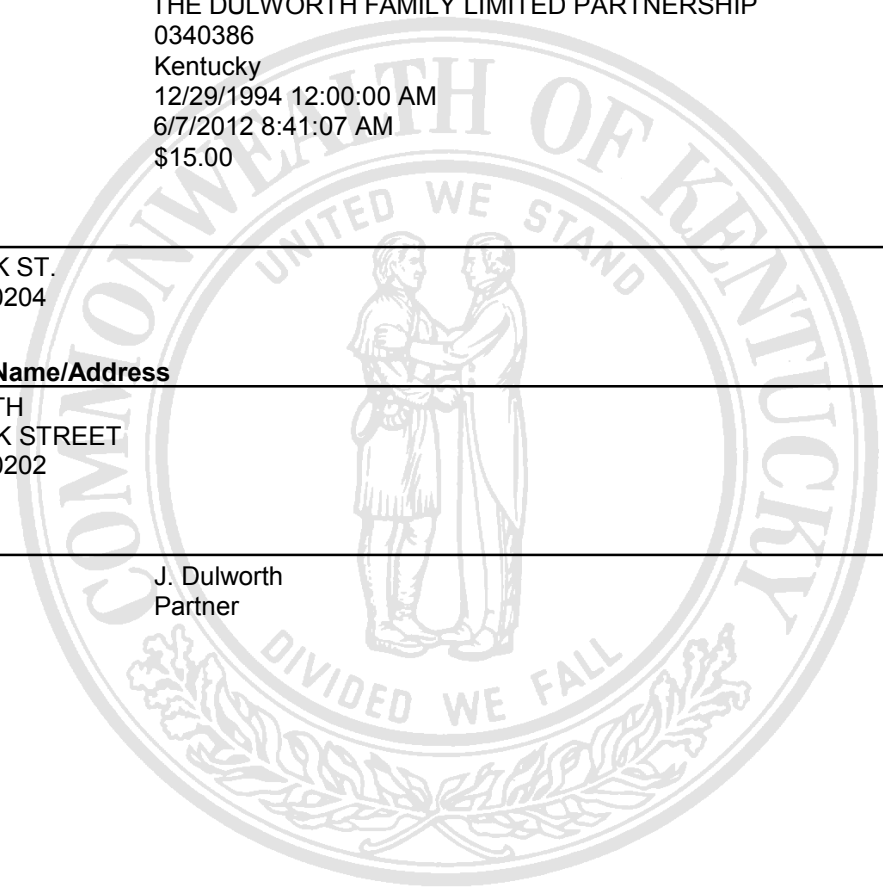 THE DULWORTH FAMILY LIMITED PARTNERSHIP
0340386
Kentucky
12/29/1994 12:00:00 AM
6/7/2012 8:41:07 AM
$15.00
K ST.
0204
Name/Address
TH
K STREET
0202
J. Dulworth
Partner
COMMONWEALTH OF KENTUCKY
UNITED WE STAND
DIVIDED WE FALL